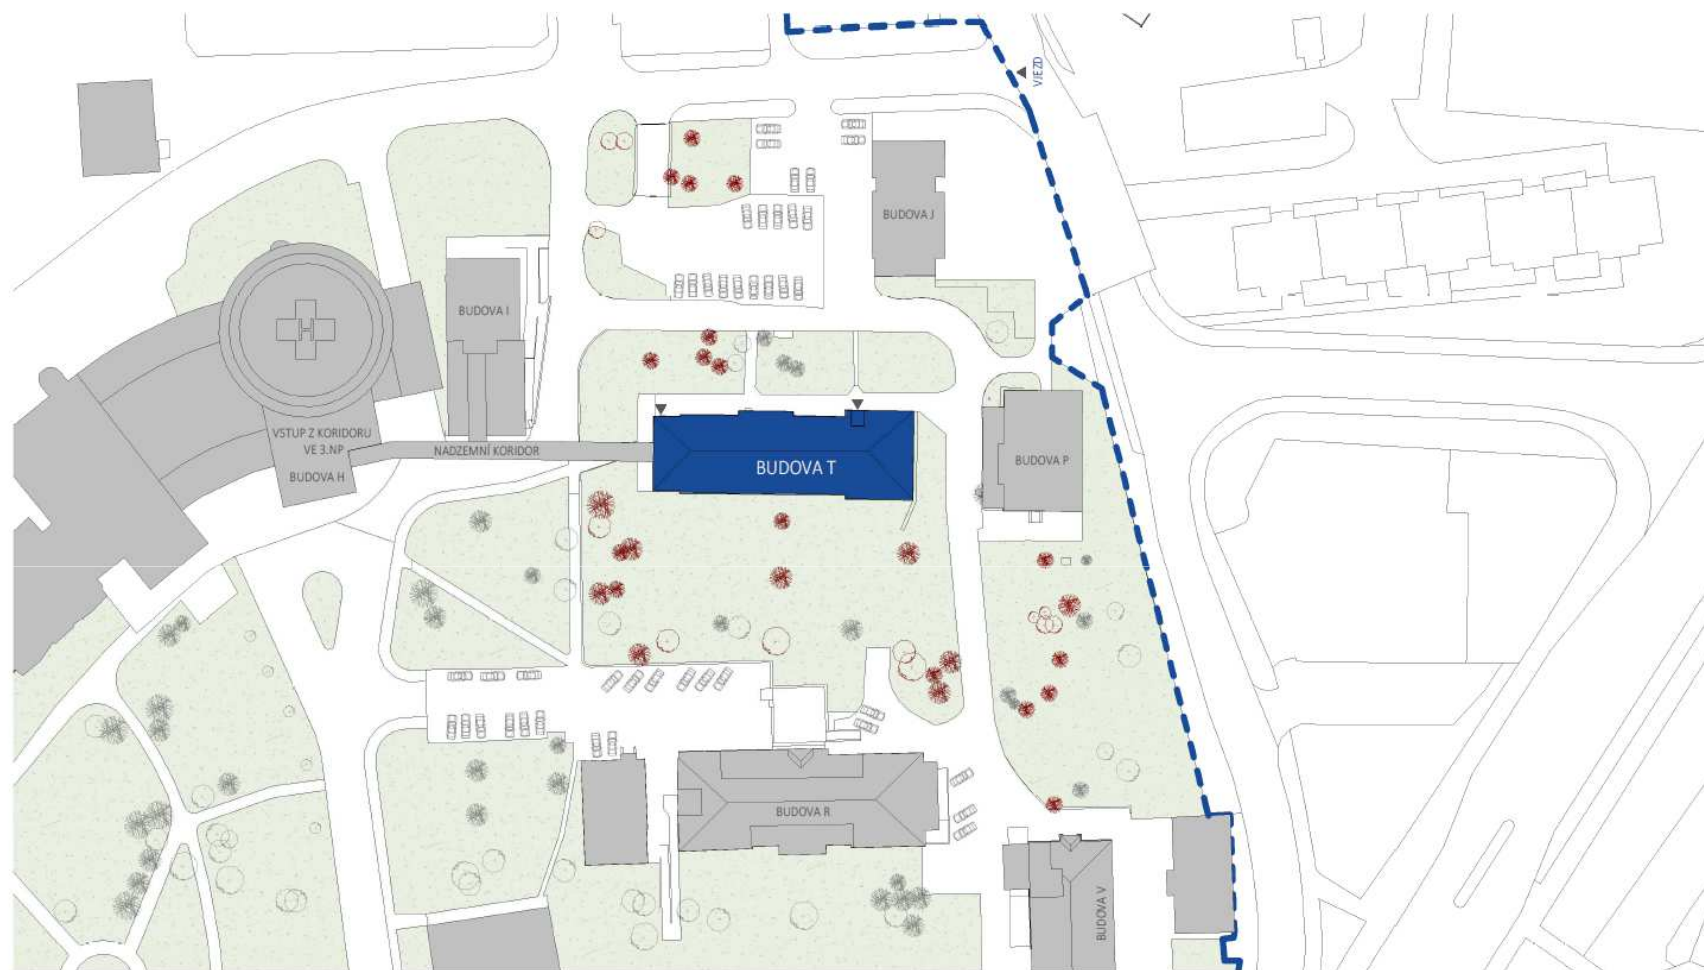 VJEZD
BUDOVA J
BUDOVA I
VSTUP Z KORIDORU
VE 3.NP
BUDOVA H
NADZEMNÍ KORIDOR
BUDOVA T
BUDOVA P
BUDOVA R
BUDOVA V